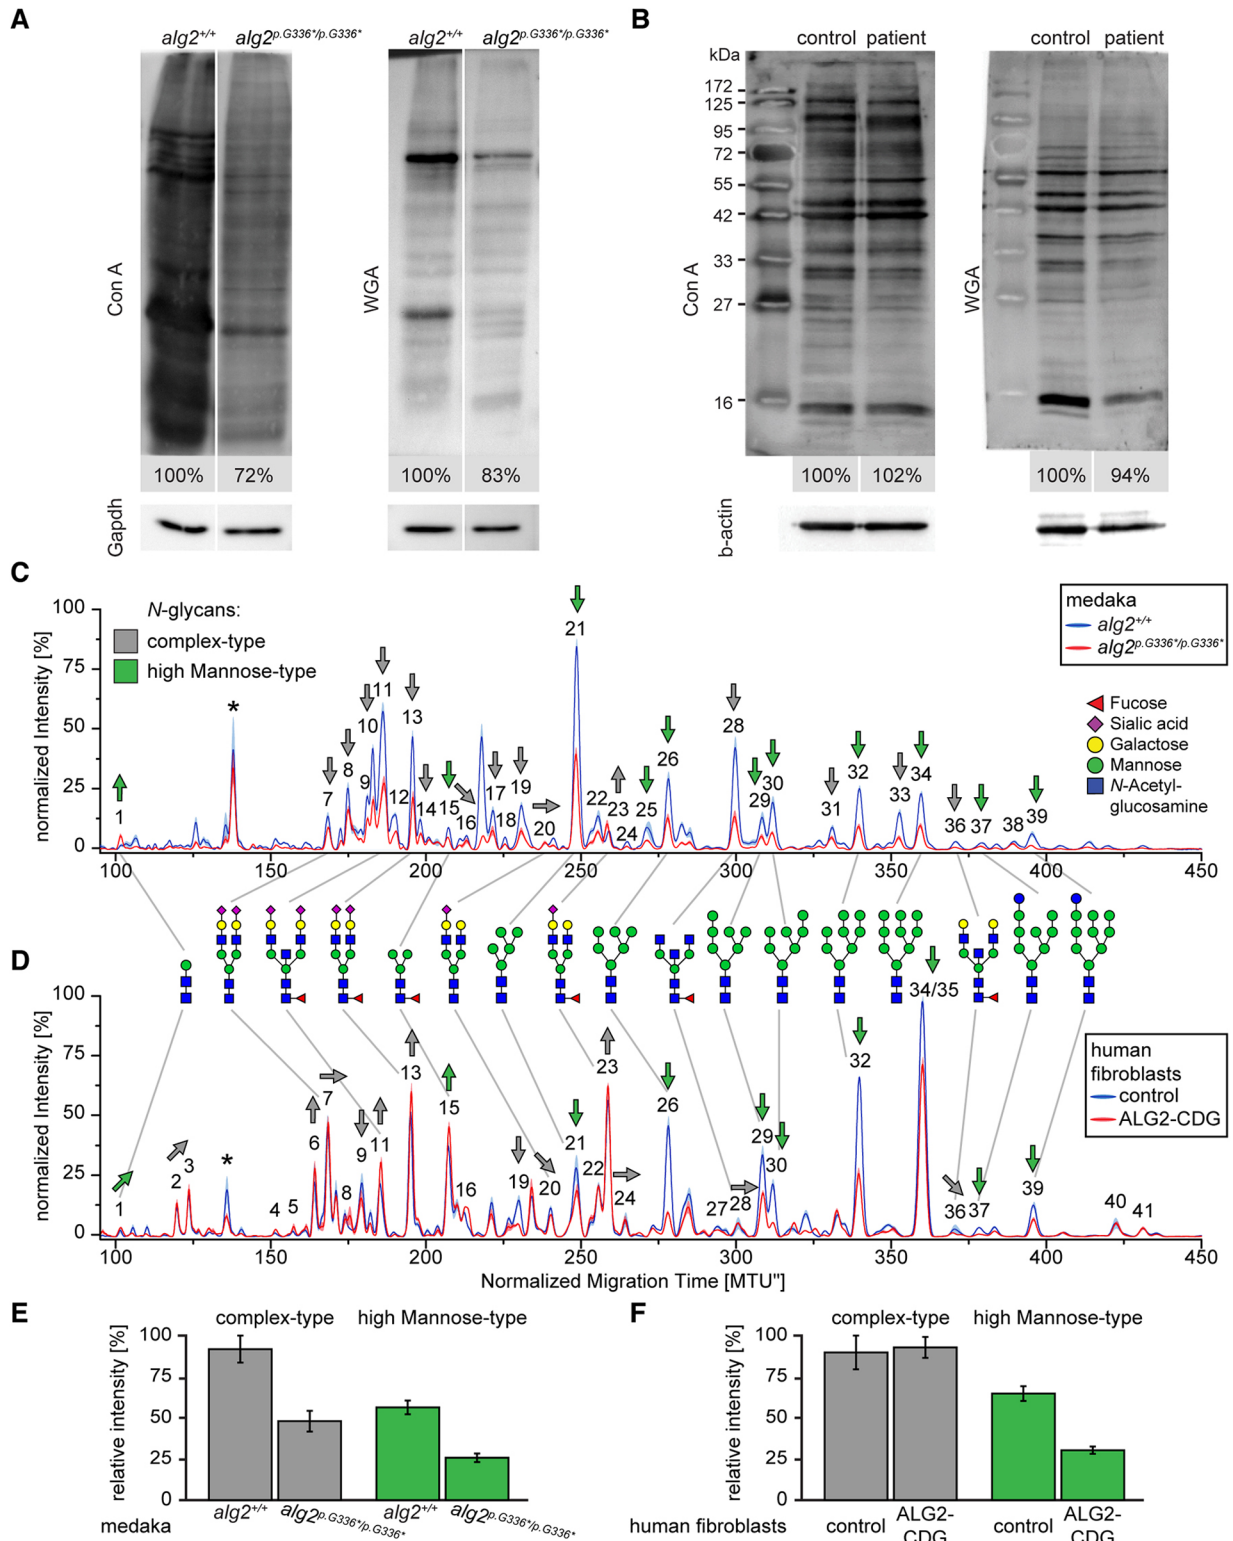 A
alg2+/+ alg2p.G336*/p.G336*
alg2+/+ alg2p.G336*/p.G336*
Con A
WGA
100% 72%
100% 83%
Gapdh
B
control patient
control patient
kDa
172
125
95
72
55
42
33
27
16
Con A
WGA
100% 102%
100% 94%
b-actin
C
normalized Intensity [%]
100
75
50
25
0
N-glycans:
complex-type
high Mannose-type
medaka
alg2+/+
alg2p.G336*/p.G336*
Fucose
Sialic acid
Galactose
Mannose
N-Acetyl-
glucosamine
1 * 7 8 9 10 11 12 13 14 15 16 17 18 19 20 21 22 23 24 25 26 28 29 30 31 32 33 34 36 37 38 39
100 150 200 250 300 350 400 450
D
normalized Intensity [%]
100
75
50
25
0
human
fibroblasts
control
ALG2-CDG
1 2 3 * 4 5 6 7 8 9 11 13 15 16 19 20 21 22 23 24 26 27 28 29 30 32 34/35 36 37 39 40 41
100 150 200 250 300 350 400 450
Normalized Migration Time [MTU"]
E
complex-type high Mannose-type
relative intensity [%]
100
75
50
25
0
alg2+/+ alg2p.G336*/p.G336* alg2+/+ alg2p.G336*/p.G336*
medaka
F
complex-type high Mannose-type
relative intensity [%]
100
75
50
25
0
human fibroblasts control ALG2-
CDG control ALG2-
CDG